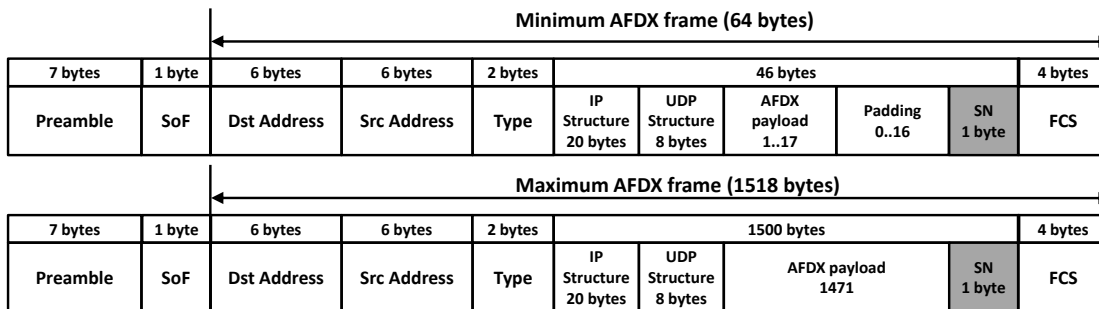 Minimum AFDX frame (64 bytes)
7 bytes 1 byte 6 bytes 6 bytes 2 bytes 46 bytes 4 bytes
Preamble SoF Dst Address Src Address Type IP Structure 20 bytes UDP Structure 8 bytes AFDX payload 1..17 Padding 0..16 SN 1 byte FCS
Maximum AFDX frame (1518 bytes)
7 bytes 1 byte 6 bytes 6 bytes 2 bytes 1500 bytes 4 bytes
Preamble SoF Dst Address Src Address Type IP Structure 20 bytes UDP Structure 8 bytes AFDX payload 1471 SN 1 byte FCS